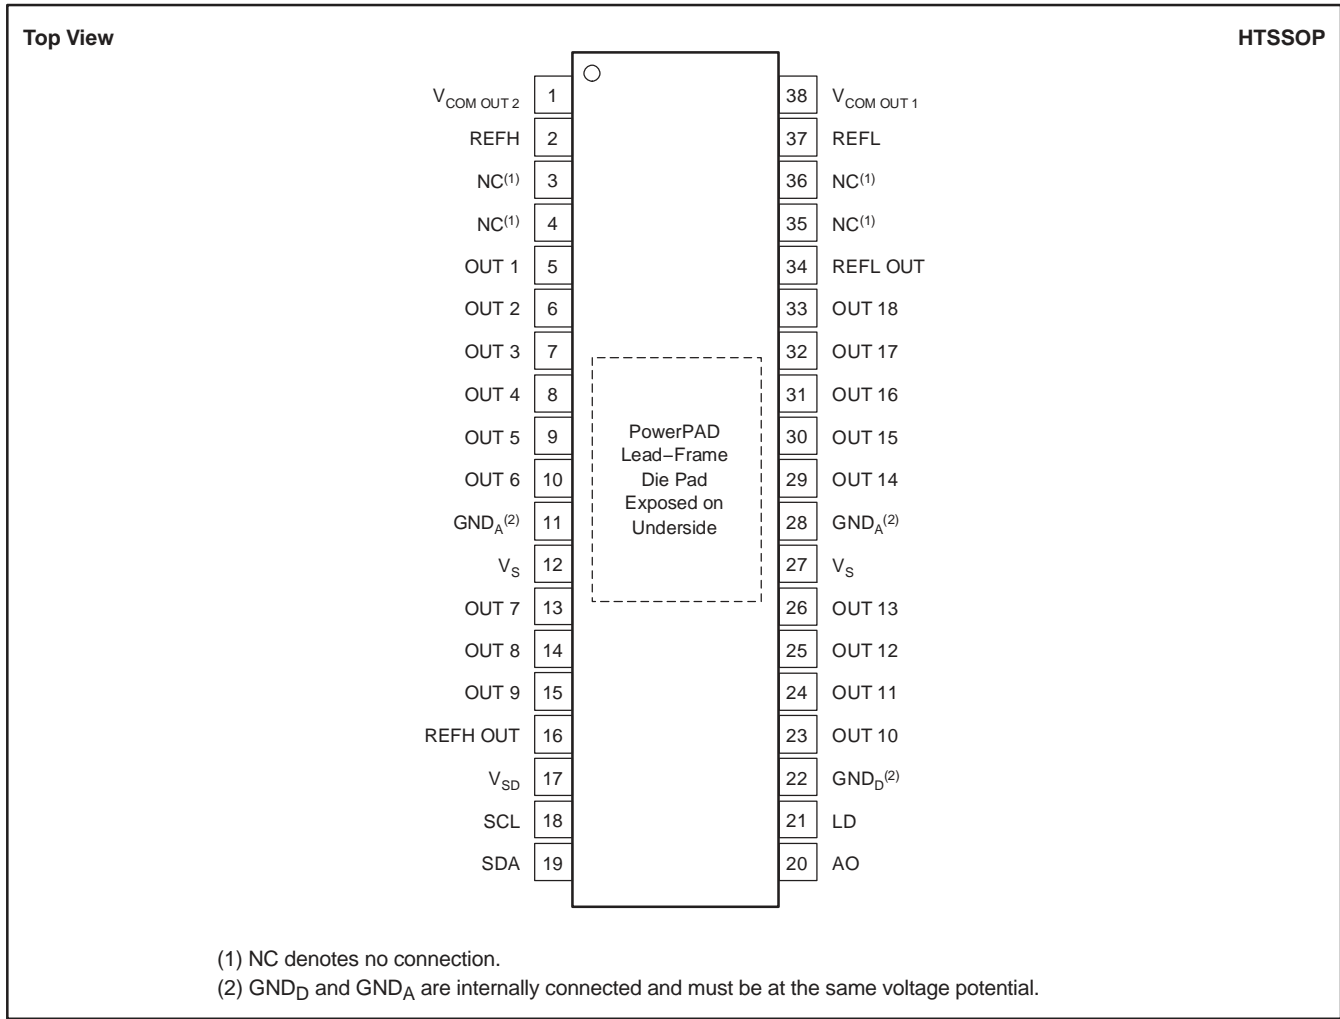 Top View HTSSOP
V_COM OUT 2 1 38 V_COM OUT 1
REFH 2 37 REFL
NC(1) 3 36 NC(1)
NC(1) 4 35 NC(1)
OUT 1 5 34 REFL OUT
OUT 2 6 33 OUT 18
OUT 3 7 32 OUT 17
OUT 4 8 31 OUT 16
OUT 5 9 30 OUT 15
OUT 6 10 29 OUT 14
GND_A(2) 11 28 GND_A(2)
V_S 12 27 V_S
OUT 7 13 26 OUT 13
OUT 8 14 25 OUT 12
OUT 9 15 24 OUT 11
REFH OUT 16 23 OUT 10
V_SD 17 22 GND_D(2)
SCL 18 21 LD
SDA 19 20 AO
PowerPAD
Lead–Frame
Die Pad
Exposed on
Underside
(1) NC denotes no connection.
(2) GND_D and GND_A are internally connected and must be at the same voltage potential.